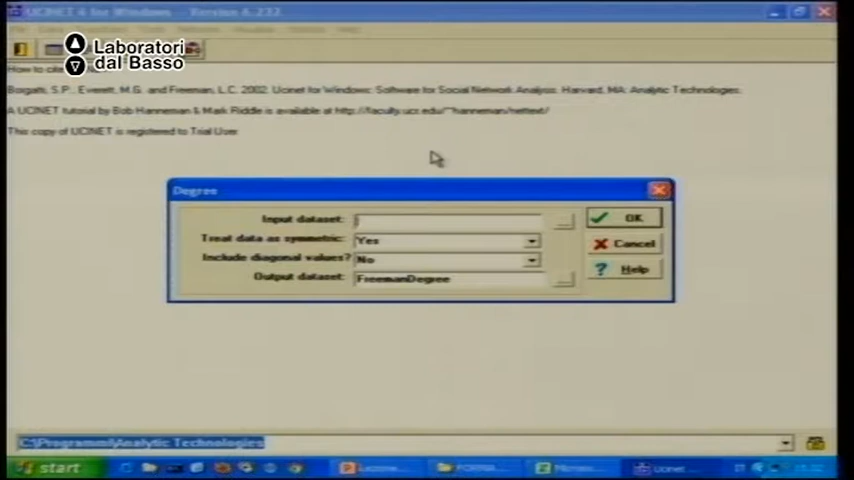 UCINET 6 for Windows -- Version 6.232
Laboratori
dal Basso
How to cite
Borgatti, S.P., Everett, M.G. and Freeman, L.C. 2002. Ucinet for Windows: Software for Social Network Analysis. Harvard, MA: Analytic Technologies.
A UCINET tutorial by Bob Hanneman & Mark Riddle is available at http://faculty.ucr.edu/~hanneman/nettext/
This copy of UCINET is registered to Trial User
Degree
Input dataset:
OK
Treat data as symmetric: Yes
Cancel
Include diagonal values? No
Help
Output dataset: FreemanDegree
C:\Programmi\Analytic Technologies
start